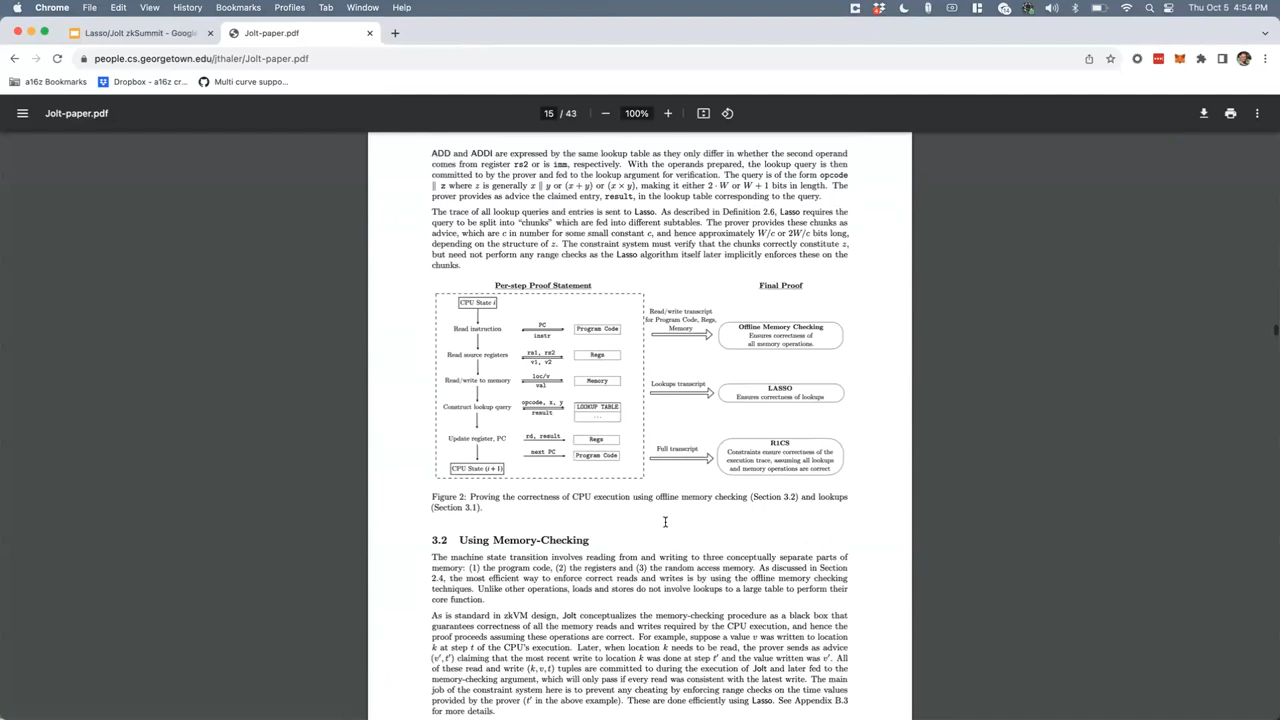 Chrome File Edit View History Bookmarks Profiles Tab Window Help Thu Oct 5 4:54 PM
Lasso/Jolt zkSummit - Google Jolt-paper.pdf
people.cs.georgetown.edu/jthaler/Jolt-paper.pdf
a16z Bookmarks Dropbox - a16z cr... Multi curve suppo...
Jolt-paper.pdf 15 / 43 100%
ADD and ADDI are expressed by the same lookup table as they only differ in whether the second operand
comes from register rs2 or is imm, respectively. With the operands prepared, the lookup query is then
committed to by the prover and fed to the lookup argument for verification. The query is of the form opcode
∥ z where z is generally x ∥ y or (x + y) or (x × y), making it either 2 · W or W + 1 bits in length. The
prover provides as advice the claimed entry, result, in the lookup table corresponding to the query.
The trace of all lookup queries and entries is sent to Lasso. As described in Definition 2.6, Lasso requires the
query to be split into "chunks" which are fed into different subtables. The prover provides these chunks as
advice, which are c in number for some small constant c, and hence approximately W/c or 2W/c bits long,
depending on the structure of z. The constraint system must verify that the chunks correctly constitute z,
but need not perform any range checks as the Lasso algorithm itself later implicitly enforces these on the
chunks.
Per-step Proof Statement Final Proof
CPU State i
Read instruction PC instr Program Code
Read/write transcript
for Program Code, Regs,
Memory
Offline Memory Checking
Ensures correctness of
all memory operations.
Read source registers rs1, rs2 v1, v2 Regs
Read/write to memory loc/v val Memory
Lookups transcript
LASSO
Ensures correctness of lookups
Construct lookup query opcode, x, y result LOOKUP TABLE
...
Update register, PC rd, result Regs
next PC Program Code
Full transcript
R1CS
Constraints ensure correctness of the
execution trace, assuming all lookups
and memory operations are correct
CPU State (i + 1)
Figure 2: Proving the correctness of CPU execution using offline memory checking (Section 3.2) and lookups
(Section 3.1).
3.2 Using Memory-Checking
The machine state transition involves reading from and writing to three conceptually separate parts of
memory: (1) the program code, (2) the registers and (3) the random access memory. As discussed in Section
2.4, the most efficient way to enforce correct reads and writes is by using the offline memory checking
techniques. Unlike other operations, loads and stores do not involve lookups to a large table to perform their
core function.
As is standard in zkVM design, Jolt conceptualizes the memory-checking procedure as a black box that
guarantees correctness of all the memory reads and writes required by the CPU execution, and hence the
proof proceeds assuming these operations are correct. For example, suppose a value v was written to location
k at step t of the CPU's execution. Later, when location k needs to be read, the prover sends as advice
(v′, t′) claiming that the most recent write to location k was done at step t′ and the value written was v′. All
of these read and write (k, v, t) tuples are committed to during the execution of Jolt and later fed to the
memory-checking argument, which will only pass if every read was consistent with the latest write. The main
job of the constraint system here is to prevent any cheating by enforcing range checks on the time values
provided by the prover (t′ in the above example). These are done efficiently using Lasso. See Appendix B.3
for more details.